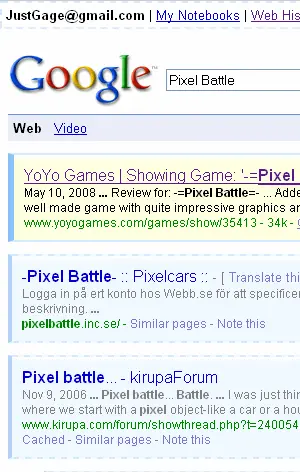 JustGage@gmail.com | My Notebooks | Web His
Google™ Pixel Battle
Web Video
YoYo Games | Showing Game: '-=Pixel
May 10, 2008 ... Review for: -=Pixel Battle=- ... Adde
well made game with quite impressive graphics an
www.yoyogames.com/games/show/35413 - 34k -
-Pixel Battle- :: Pixelcars :: - [ Translate thi
Logga in på ert konto hos Webb.se för att specificer
beskrivning. ...
pixelbattle.inc.se/ - Similar pages - Note this
Pixel battle... - kirupaForum
Nov 9, 2006 ... Pixel battle... Battle. ... I was just thin
where we start with a pixel object-like a car or a hou
www.kirupa.com/forum/showthread.php?t=240054
Cached - Similar pages - Note this